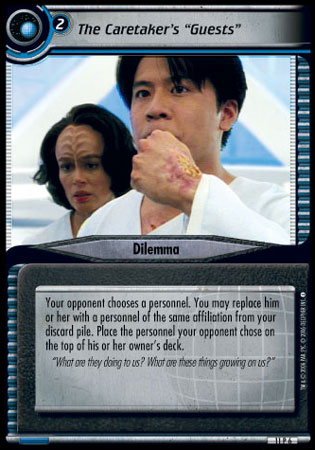 2
The Caretaker's "Guests"
Dilemma
Your opponent chooses a personnel. You may replace him
or her with a personnel of the same affiliation from your
discard pile. Place the personnel your opponent chose on
the top of his or her owner's deck.
"What are they doing to us? What are these things growing on us?"
11 P 6